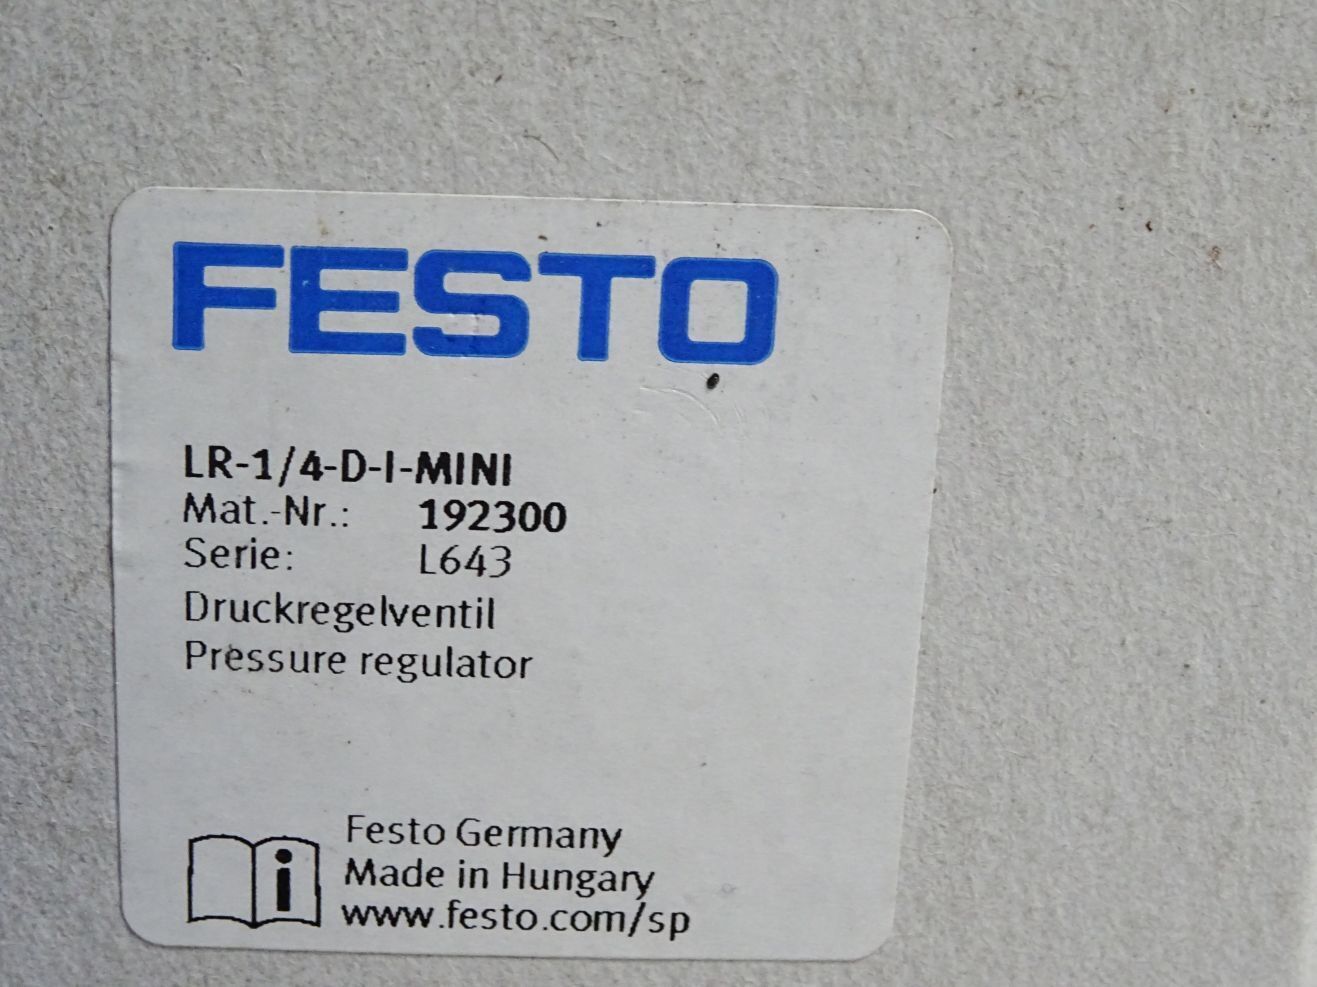 FESTO
LR-1/4-D-I-MINI
Mat.-Nr.: 192300
Serie: L643
Druckregelventil
Pressure regulator
Festo Germany
Made in Hungary
www.festo.com/sp